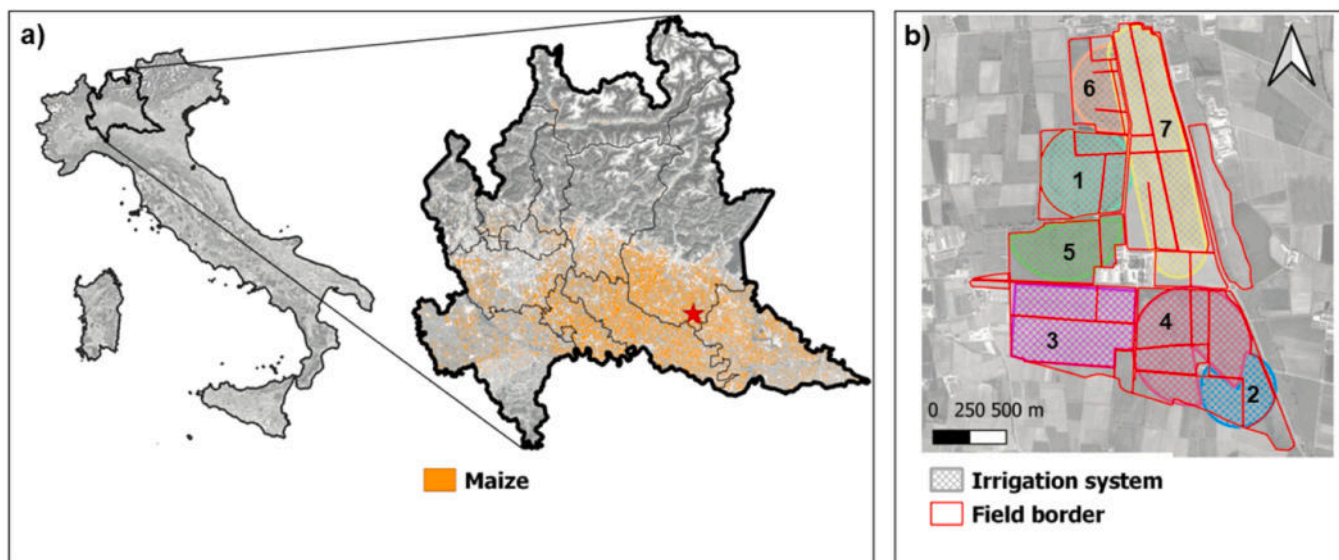 a)
Maize
b)
6
7
1
5
3
4
2
0 250 500 m
Irrigation system
Field border